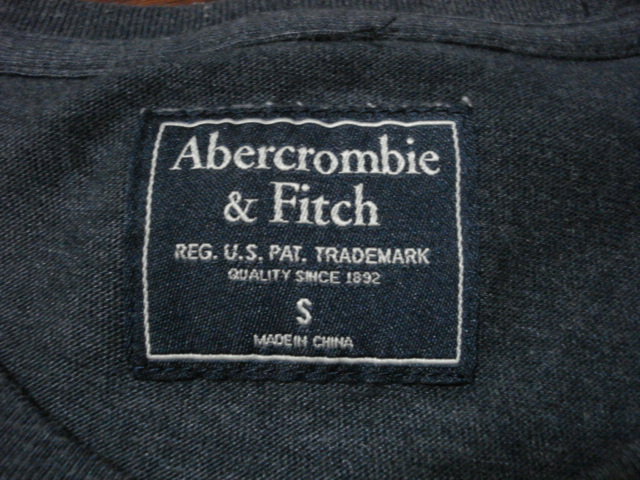 Abercrombie
& Fitch
REG. U.S. PAT. TRADEMARK
QUALITY SINCE 1892
S
MADE IN CHINA